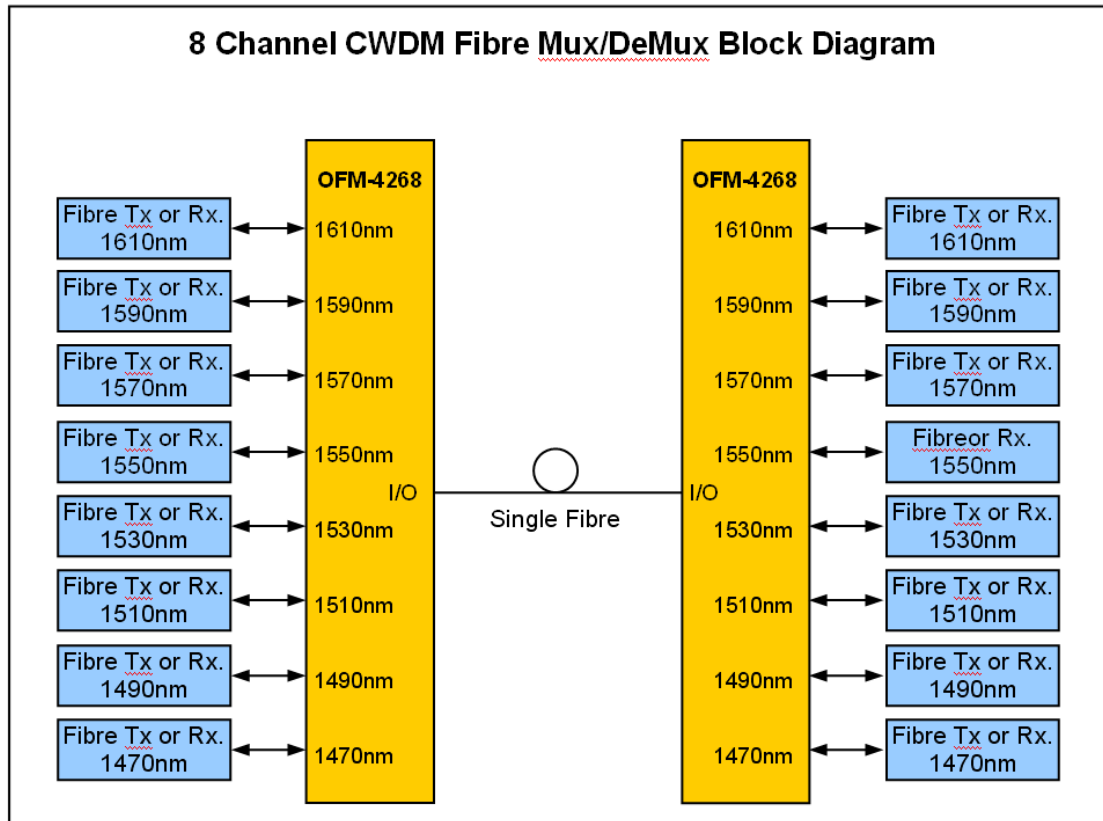 8 Channel CWDM Fibre Mux/DeMux Block Diagram
OFM-4268
OFM-4268
Fibre Tx or Rx.
1610nm
1610nm
1610nm
Fibre Tx or Rx.
1610nm
Fibre Tx or Rx.
1590nm
1590nm
1590nm
Fibre Tx or Rx.
1590nm
Fibre Tx or Rx.
1570nm
1570nm
1570nm
Fibre Tx or Rx.
1570nm
Fibre Tx or Rx.
1550nm
1550nm
1550nm
Fibreor Rx.
1550nm
I/O
I/O
Single Fibre
Fibre Tx or Rx.
1530nm
1530nm
1530nm
Fibre Tx or Rx.
1530nm
Fibre Tx or Rx.
1510nm
1510nm
1510nm
Fibre Tx or Rx.
1510nm
Fibre Tx or Rx.
1490nm
1490nm
1490nm
Fibre Tx or Rx.
1490nm
Fibre Tx or Rx.
1470nm
1470nm
1470nm
Fibre Tx or Rx.
1470nm